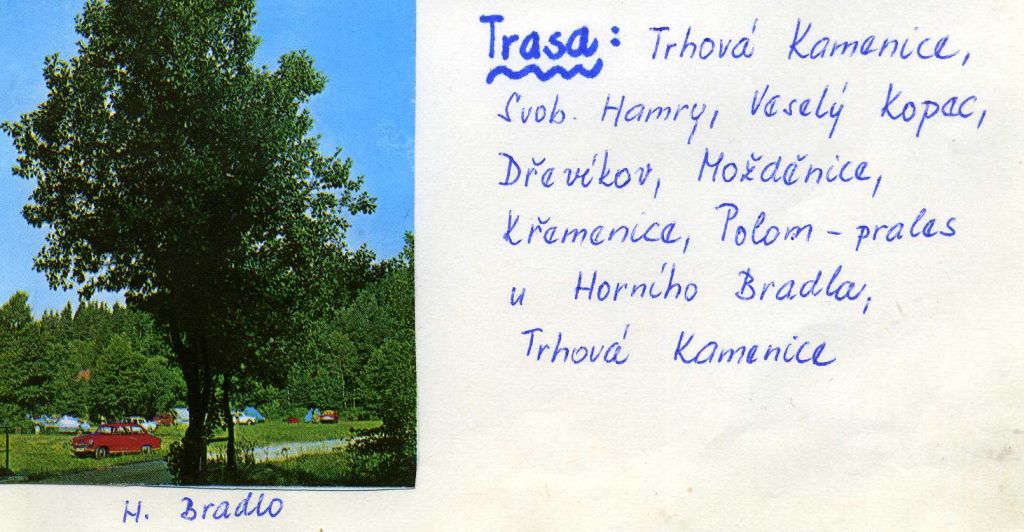 Trasa: Trhová Kamenice,
Svob. Hamry, Veselý Kopec,
Dřevíkov, Možděnice,
Křemenice, Polom - prales
u Horního Bradla,
Trhová Kamenice
H. Bradlo